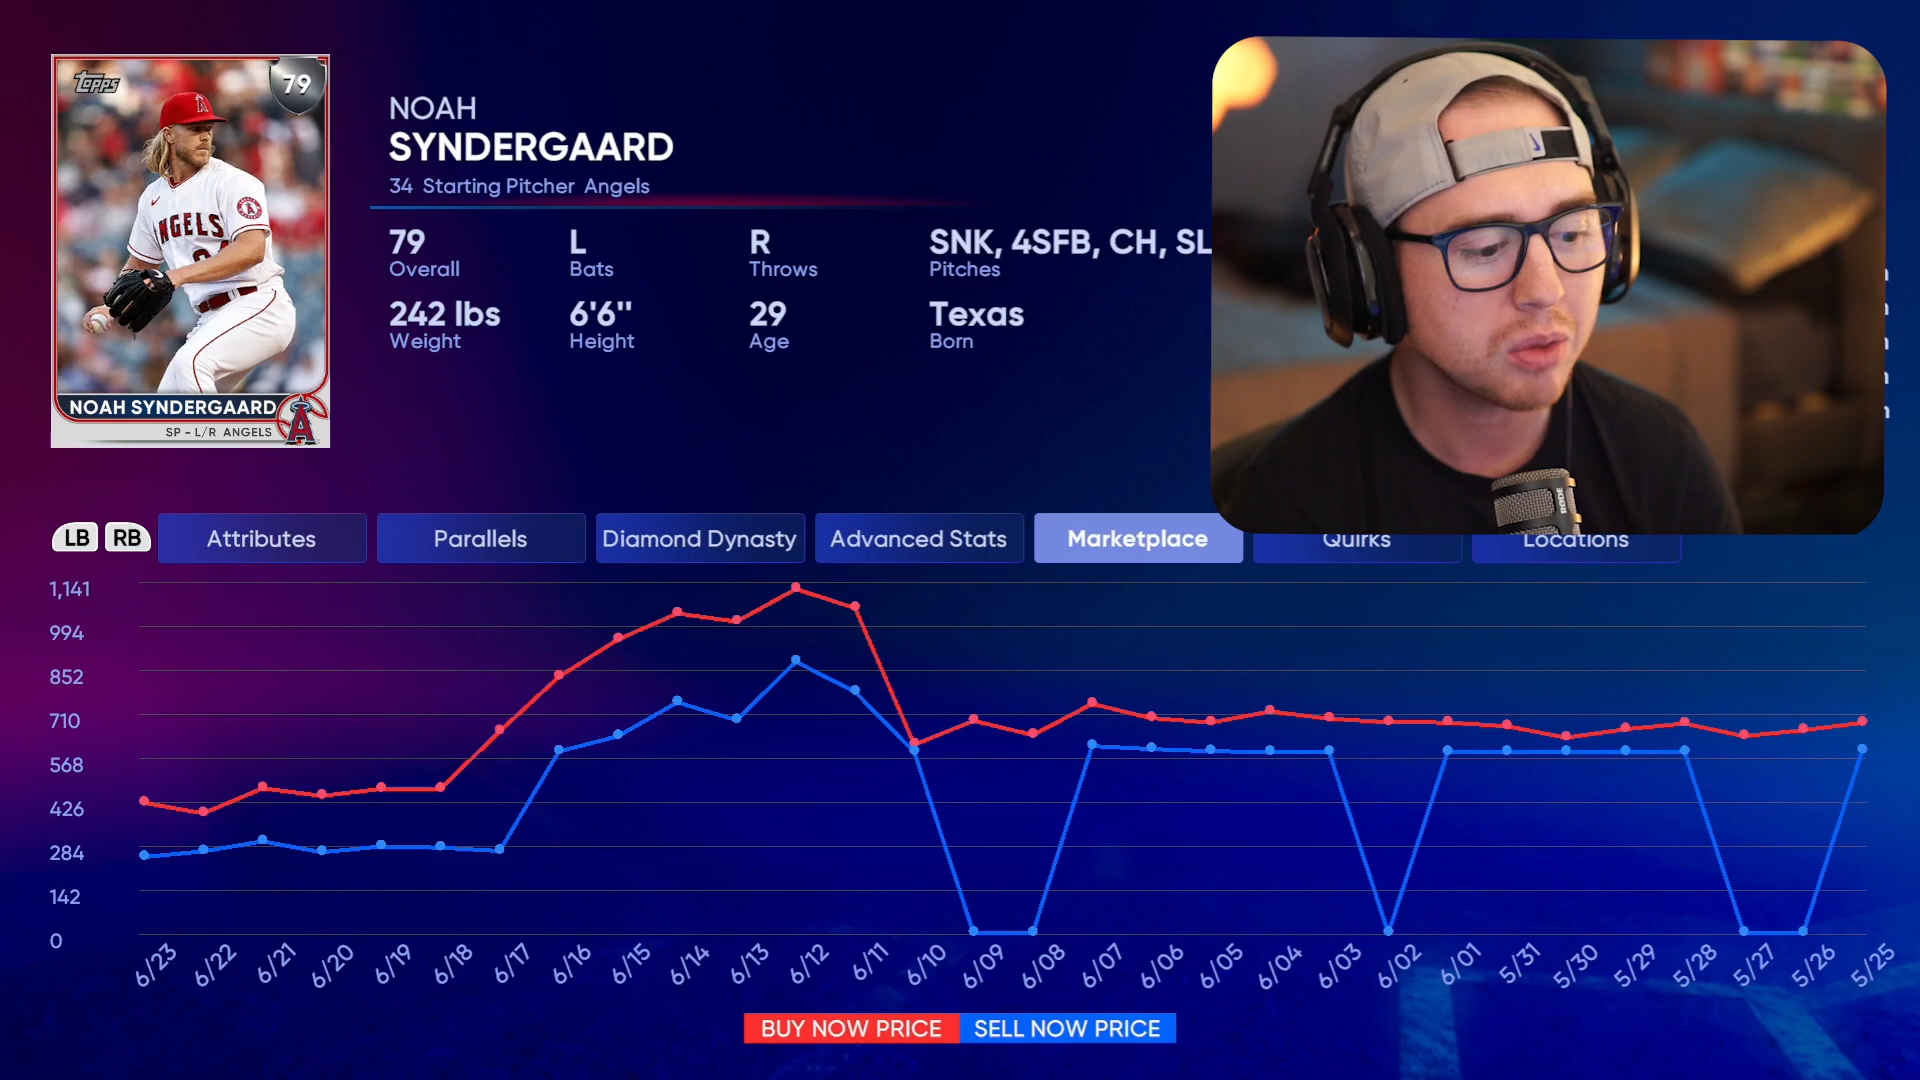 Topps
79
NOAH
SYNDERGAARD
34 Starting Pitcher Angels
79
Overall
L
Bats
R
Throws
SNK, 4SFB, CH, SL
Pitches
242 lbs
Weight
6'6"
Height
29
Age
Texas
Born
ANGELS
NOAH SYNDERGAARD
SP - L/R ANGELS
RODE
LB RB Attributes Parallels Diamond Dynasty Advanced Stats Marketplace Quirks Locations
1,141
994
852
710
568
426
284
142
0
6/23 6/22 6/21 6/20 6/19 6/18 6/17 6/16 6/15 6/14 6/13 6/12 6/11 6/10 6/09 6/08 6/07 6/06 6/05 6/04 6/03 6/02 6/01 5/31 5/30 5/29 5/28 5/27 5/26 5/25
BUY NOW PRICE SELL NOW PRICE